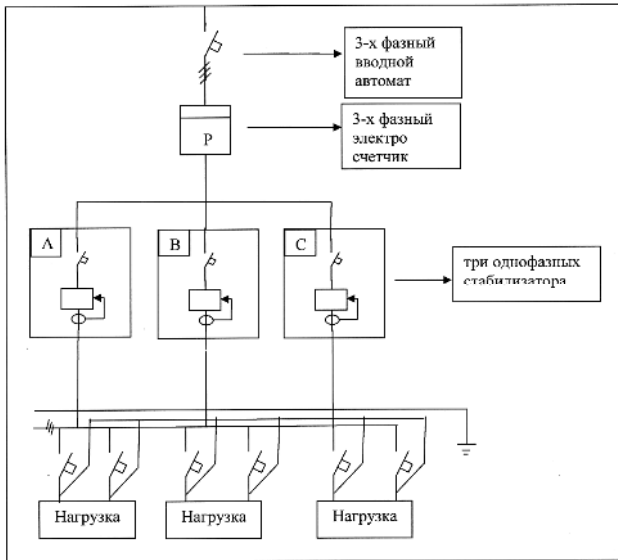 3-х фазный
вводной
автомат
P
3-х фазный
электро
счетчик
А
В
С
три однофазных
стабилизатора
Нагрузка
Нагрузка
Нагрузка